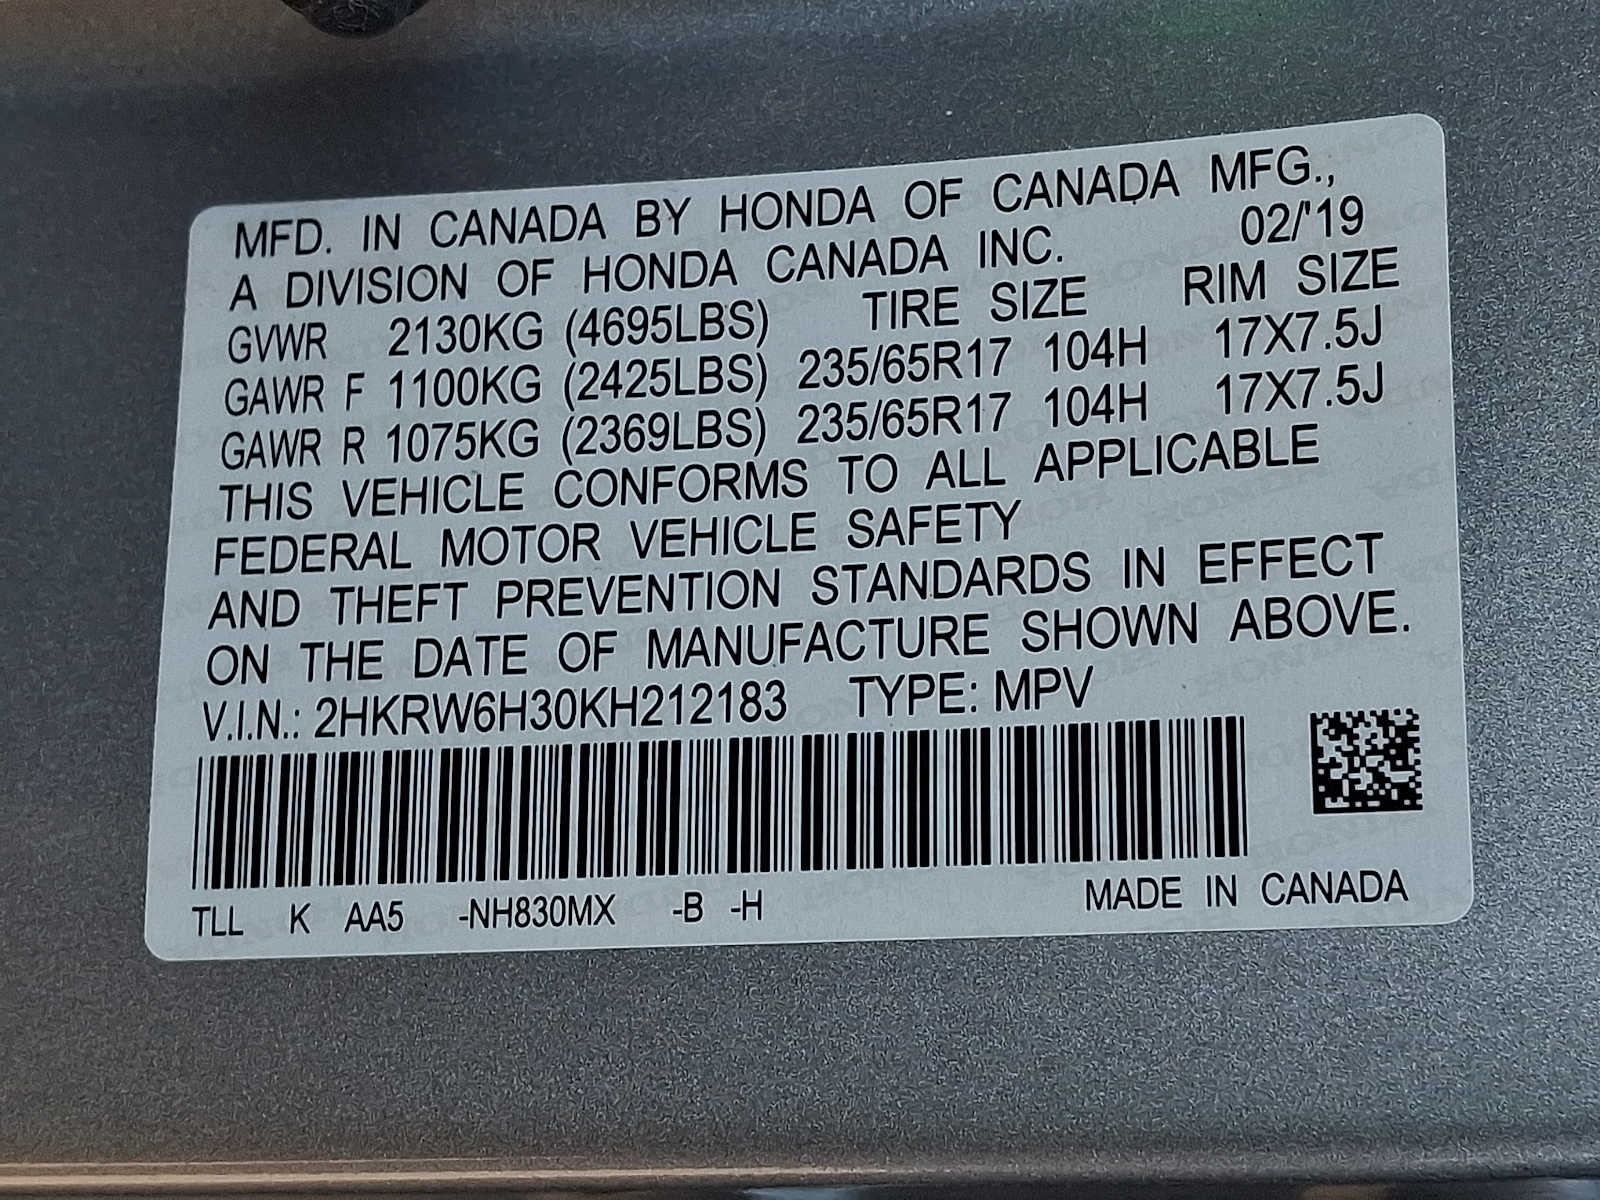 MFD. IN CANADA BY HONDA OF CANADA MFG.,
A DIVISION OF HONDA CANADA INC. 02/'19
GVWR 2130KG (4695LBS) TIRE SIZE RIM SIZE
GAWR F 1100KG (2425LBS) 235/65R17 104H 17X7.5J
GAWR R 1075KG (2369LBS) 235/65R17 104H 17X7.5J
THIS VEHICLE CONFORMS TO ALL APPLICABLE
FEDERAL MOTOR VEHICLE SAFETY
AND THEFT PREVENTION STANDARDS IN EFFECT
ON THE DATE OF MANUFACTURE SHOWN ABOVE.
V.I.N.: 2HKRW6H30KH212183 TYPE: MPV
TLL K AA5 -NH830MX -B -H MADE IN CANADA